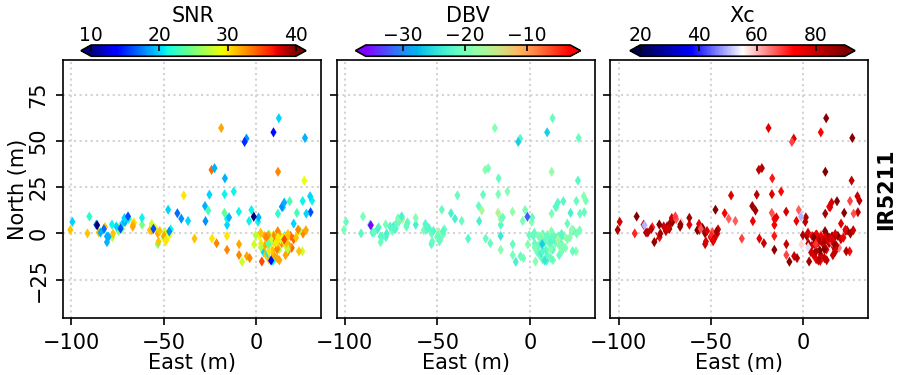 SNR DBV Xc
10 20 30 40 −30 −20 −10 20 40 60 80
75
50
25
0
−25
North (m)
−100 −50 0 −100 −50 0 −100 −50 0
East (m) East (m) East (m)
IR5211